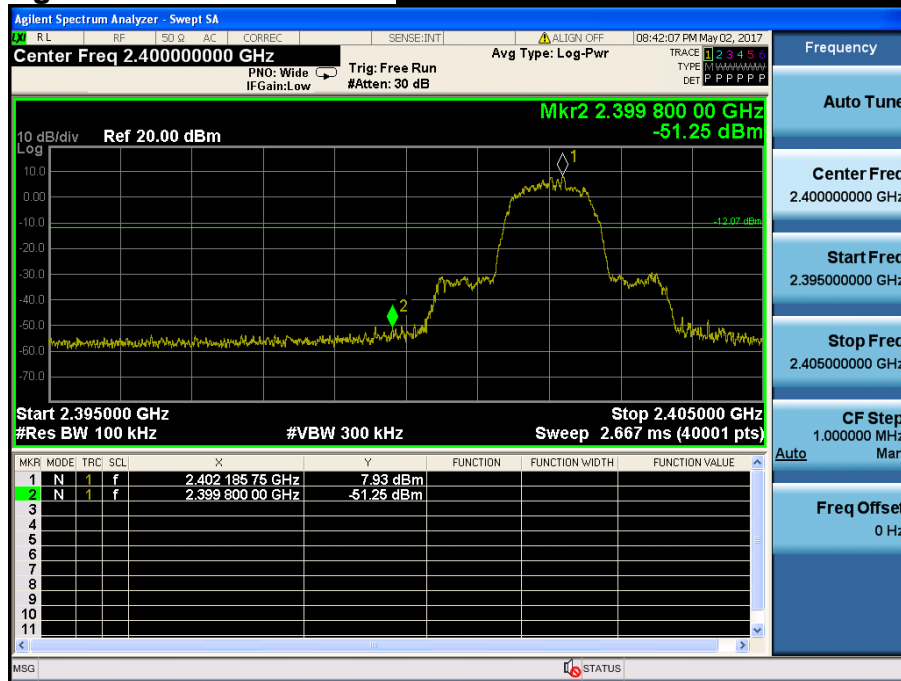 Agilent Spectrum Analyzer - Swept SA
LXI RL RF 50 Ω AC CORREC SENSE:INT ALIGN OFF 08:42:07 PM May 02, 2017
Center Freq 2.400000000 GHz
PNO: Wide
IFGain:Low
Trig: Free Run
#Atten: 30 dB
Avg Type: Log-Pwr
TRACE 1 2 3 4 5 6
TYPE M WWWWW
DET P P P P P P
Frequency
Auto Tune
Center Freq
2.400000000 GHz
Start Freq
2.395000000 GHz
Stop Freq
2.405000000 GHz
CF Step
1.000000 MHz
Auto Man
Freq Offset
0 Hz
Mkr2 2.399 800 00 GHz
-51.25 dBm
10 dB/div Ref 20.00 dBm
Log
10.0
0.00
-10.0
-20.0
-30.0
-40.0
-50.0
-60.0
-70.0
1
-12.07 dBm
2
Start 2.395000 GHz Stop 2.405000 GHz
#Res BW 100 kHz #VBW 300 kHz Sweep 2.667 ms (40001 pts)
MKR MODE TRC SCL X Y FUNCTION FUNCTION WIDTH FUNCTION VALUE
1 N 1 f 2.402 185 75 GHz 7.93 dBm
2 N 1 f 2.399 800 00 GHz -51.25 dBm
3
4
5
6
7
8
9
10
11
MSG STATUS